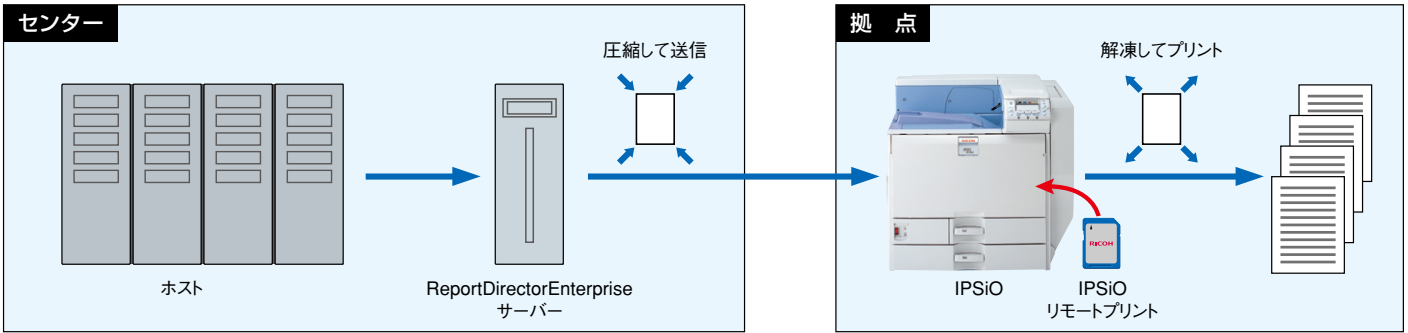 センター
圧縮して送信
ホスト
ReportDirectorEnterprise
サーバー
拠 点
解凍してプリント
RICOH
IPSiO
IPSiO
リモートプリント